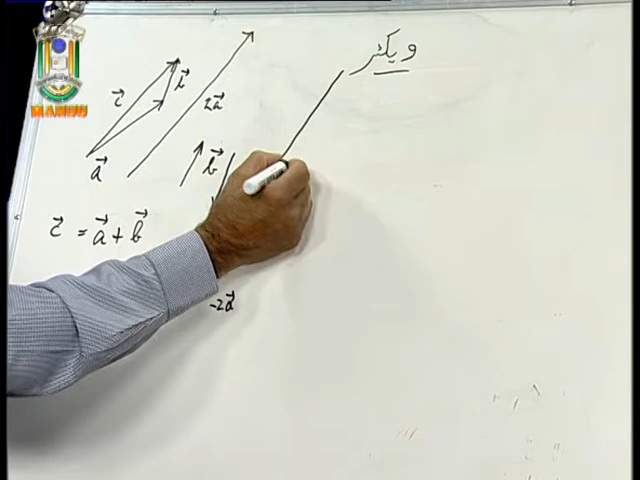 ویکٹر
c⃗
b⃗
2a⃗
a⃗
b⃗
c⃗ = a⃗ + b⃗
-2a⃗
MANUU